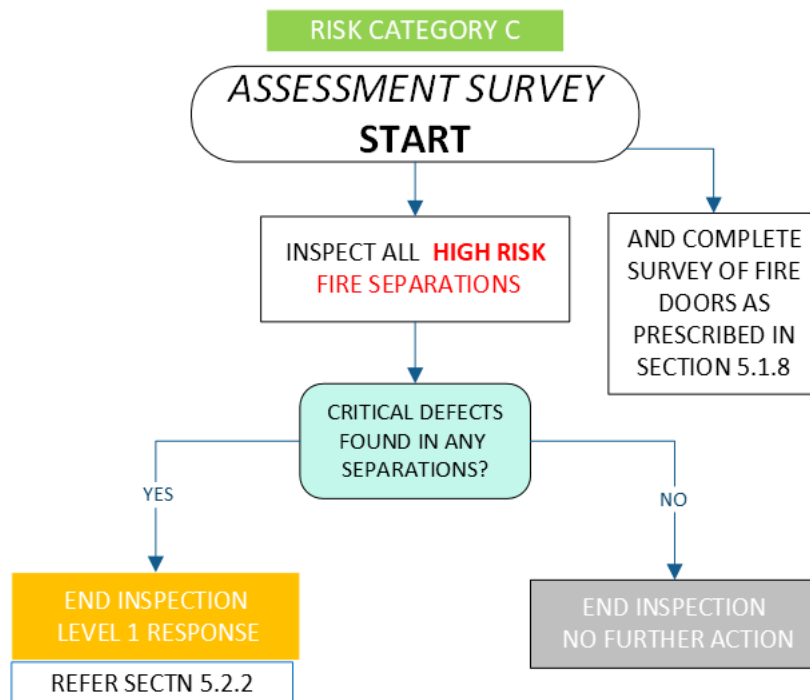 RISK CATEGORY C
ASSESSMENT SURVEY
START
INSPECT ALL HIGH RISK
FIRE SEPARATIONS
AND COMPLETE
SURVEY OF FIRE
DOORS AS
PRESCRIBED IN
SECTION 5.1.8
CRITICAL DEFECTS
FOUND IN ANY
SEPARATIONS?
YES
NO
END INSPECTION
LEVEL 1 RESPONSE
REFER SECTN 5.2.2
END INSPECTION
NO FURTHER ACTION